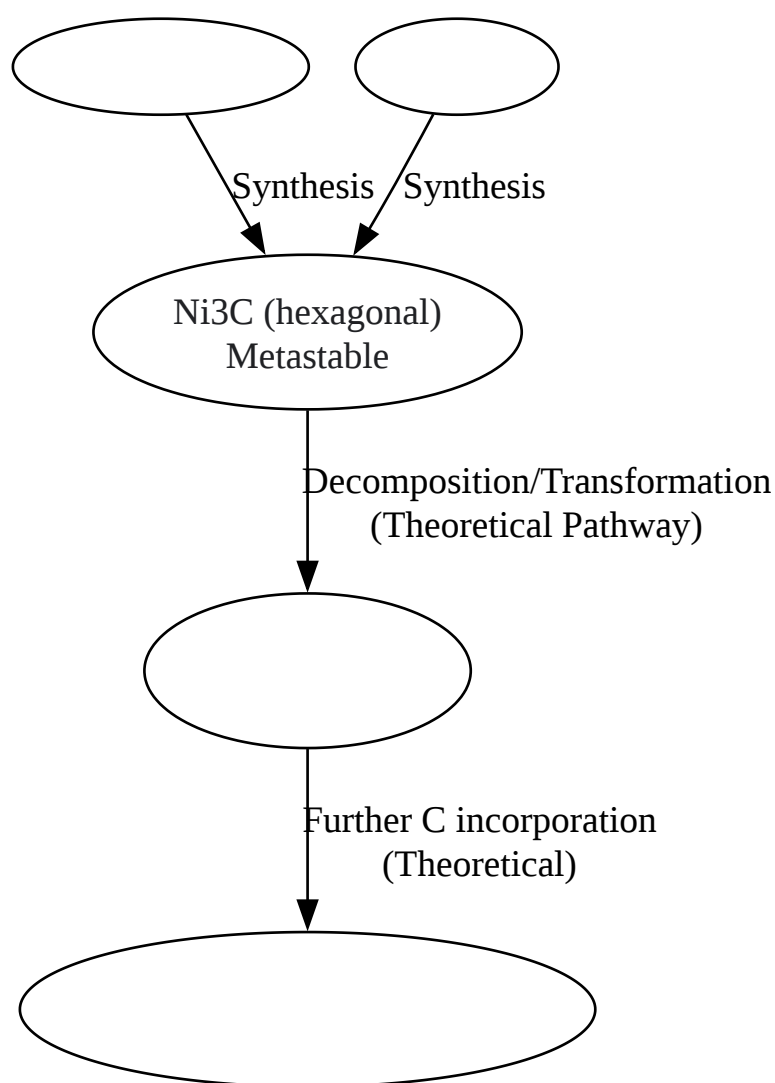 Synthesis
Synthesis
Ni3C (hexagonal)
Metastable
Decomposition/Transformation
(Theoretical Pathway)
Further C incorporation
(Theoretical)